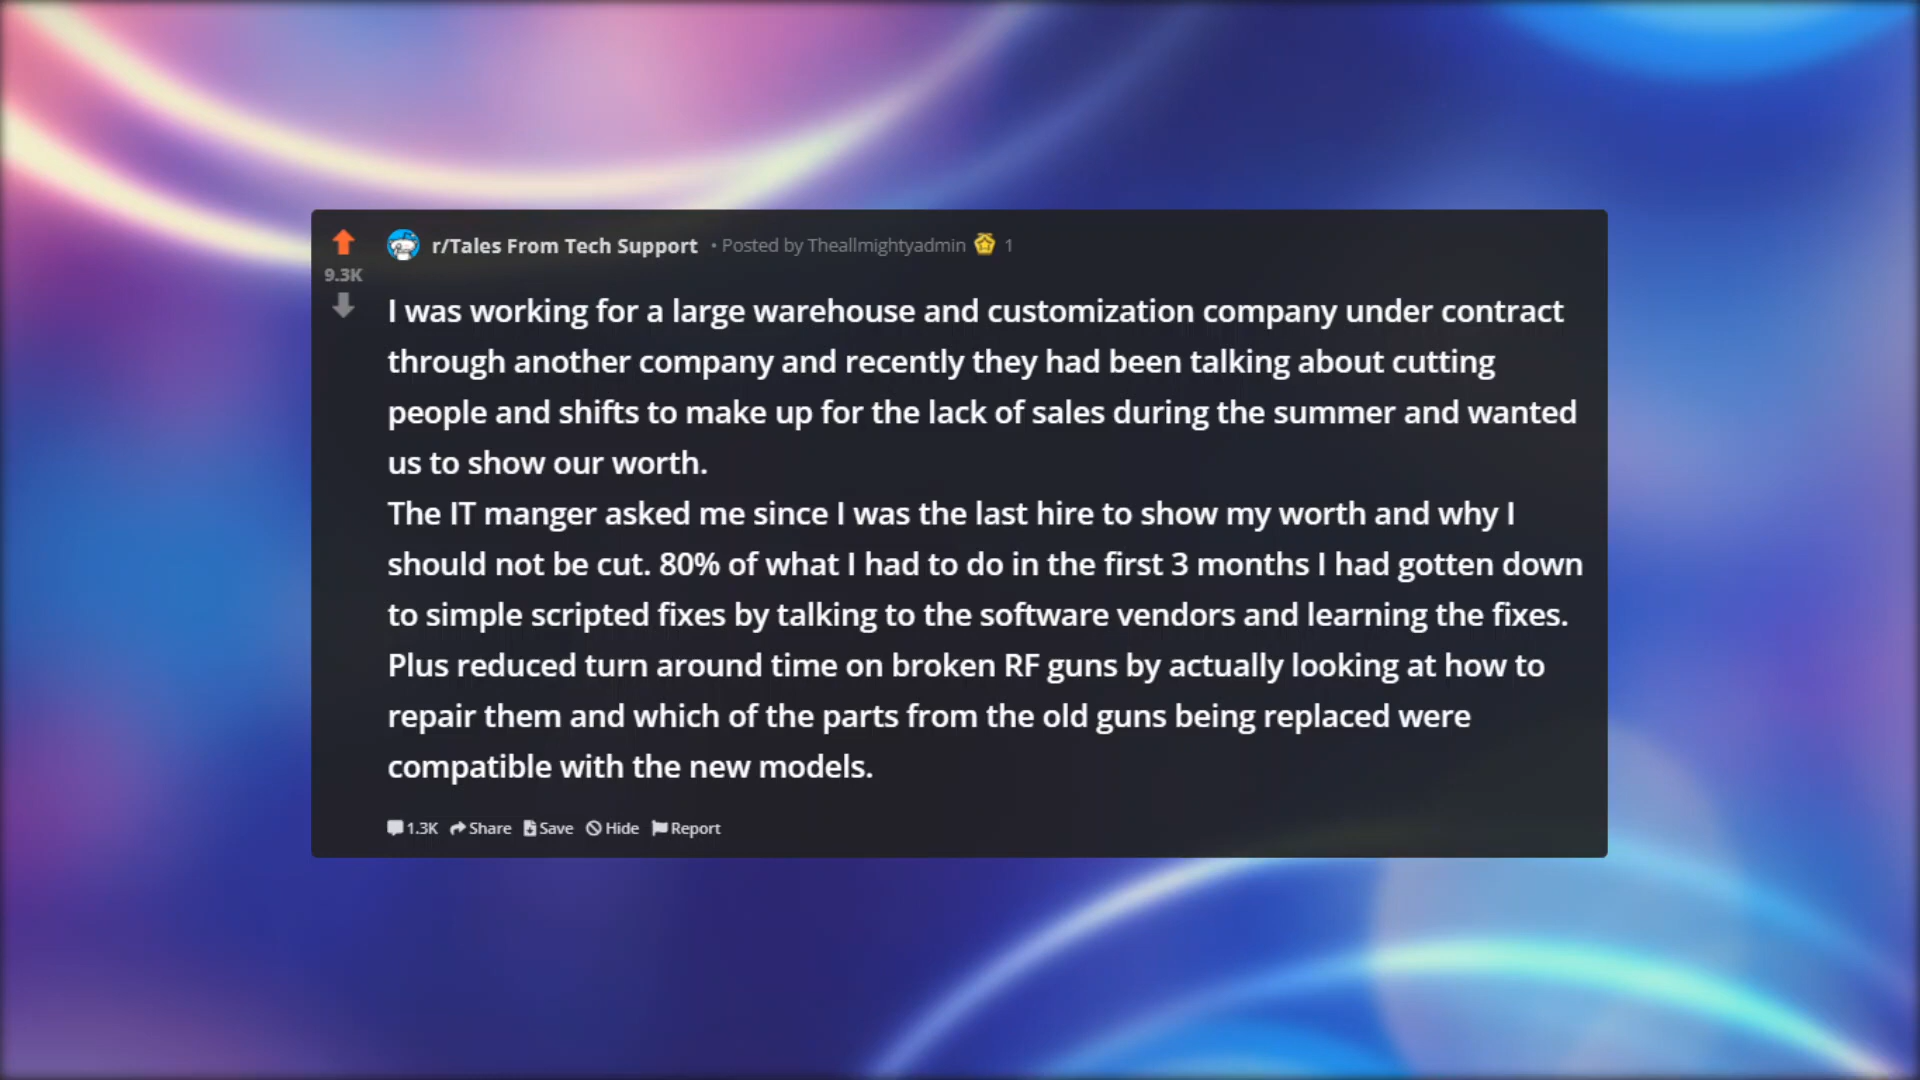 r/Tales From Tech Support • Posted by Theallmightyadmin 1
9.3K
I was working for a large warehouse and customization company under contract
through another company and recently they had been talking about cutting
people and shifts to make up for the lack of sales during the summer and wanted
us to show our worth.
The IT manger asked me since I was the last hire to show my worth and why I
should not be cut. 80% of what I had to do in the first 3 months I had gotten down
to simple scripted fixes by talking to the software vendors and learning the fixes.
Plus reduced turn around time on broken RF guns by actually looking at how to
repair them and which of the parts from the old guns being replaced were
compatible with the new models.
1.3K Share Save Hide Report